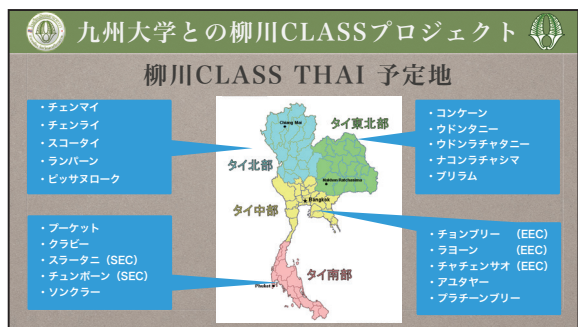 九州大学との柳川CLASSプロジェクト
柳川CLASS THAI 予定地
・チェンマイ
・チェンライ
・スコータイ
・ランパーン
・ピッサヌローク
・コンケーン
・ウドンタニー
・ウドンラチャタニー
・ナコンラチャシマ
・ブリラム
・プーケット
・クラビー
・スラータニ（SEC）
・チュンポーン（SEC）
・ソンクラー
・チョンブリー （EEC）
・ラヨーン （EEC）
・チャチェンサオ（EEC）
・アユタヤー
・プラチーンブリー
タイ北部
タイ東北部
タイ中部
タイ南部
Chiang Mai
Nakhon Ratchasima
Bangkok
Phuket